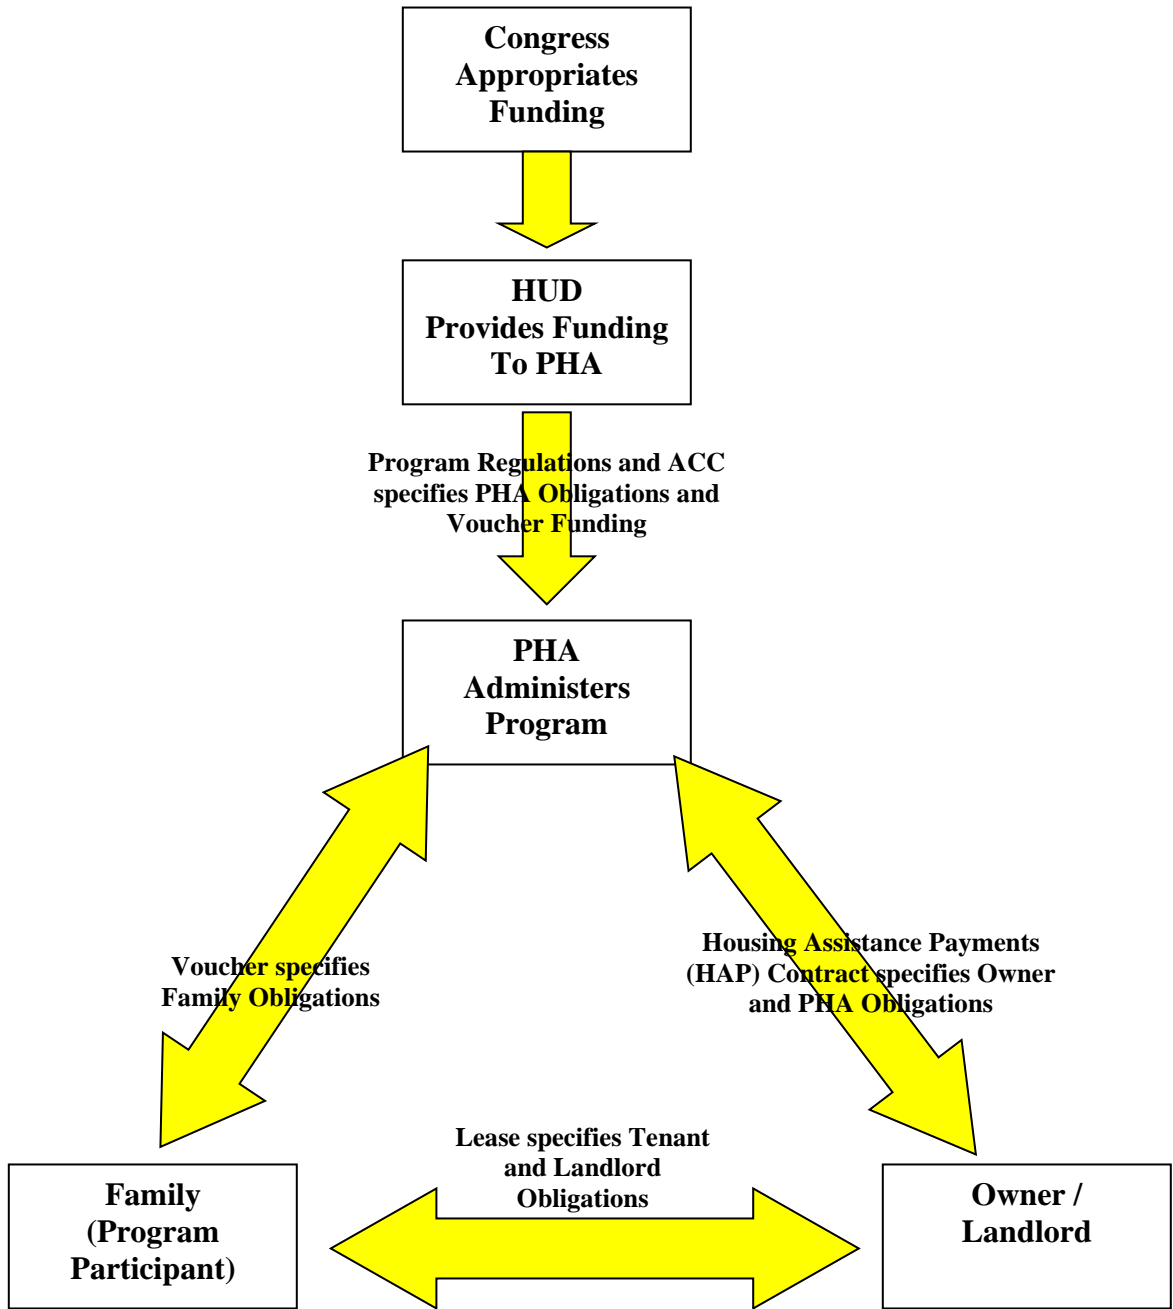 Congress
Appropriates
Funding
HUD
Provides Funding
To PHA
Program Regulations and ACC
specifies PHA Obligations and
Voucher Funding
PHA
Administers
Program
Voucher specifies
Family Obligations
Housing Assistance Payments
(HAP) Contract specifies Owner
and PHA Obligations
Lease specifies Tenant
and Landlord
Obligations
Family
(Program
Participant)
Owner /
Landlord